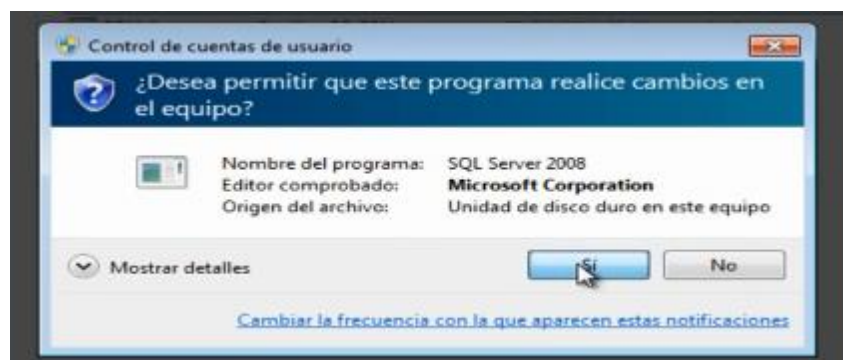 Control de cuentas de usuario
¿Desea permitir que este programa realice cambios en
el equipo?
Nombre del programa: SQL Server 2008
Editor comprobado: Microsoft Corporation
Origen del archivo: Unidad de disco duro en este equipo
Mostrar detalles
Sí
No
Cambiar la frecuencia con la que aparecen estas notificaciones